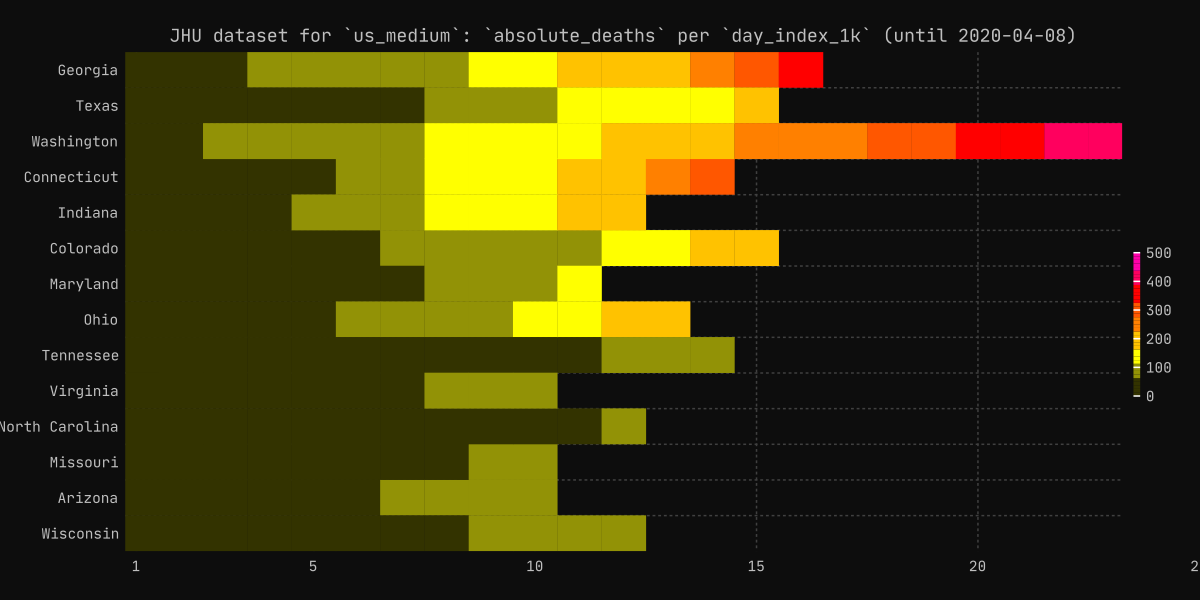 JHU dataset for `us_medium`: `absolute_deaths` per `day_index_1k` (until 2020-04-08)
Georgia
Texas
Washington
Connecticut
Indiana
Colorado
Maryland
Ohio
Tennessee
Virginia
North Carolina
Missouri
Arizona
Wisconsin
500
400
300
200
100
0
1 5 10 15 20 2